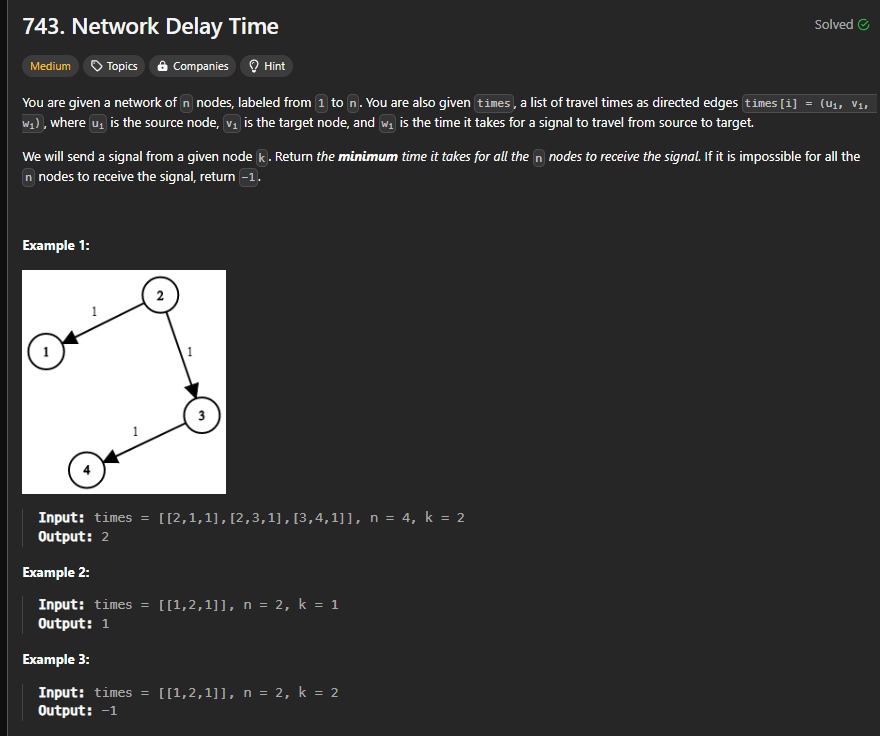 743. Network Delay Time
Solved
Medium Topics Companies Hint
You are given a network of n nodes, labeled from 1 to n. You are also given times, a list of travel times as directed edges times[i] = (ui, vi,
wi), where ui is the source node, vi is the target node, and wi is the time it takes for a signal to travel from source to target.
We will send a signal from a given node k. Return the minimum time it takes for all the n nodes to receive the signal. If it is impossible for all the
n nodes to receive the signal, return -1.
Example 1:
2
1
1
1
3
1
4
Input: times = [[2,1,1],[2,3,1],[3,4,1]], n = 4, k = 2
Output: 2
Example 2:
Input: times = [[1,2,1]], n = 2, k = 1
Output: 1
Example 3:
Input: times = [[1,2,1]], n = 2, k = 2
Output: -1